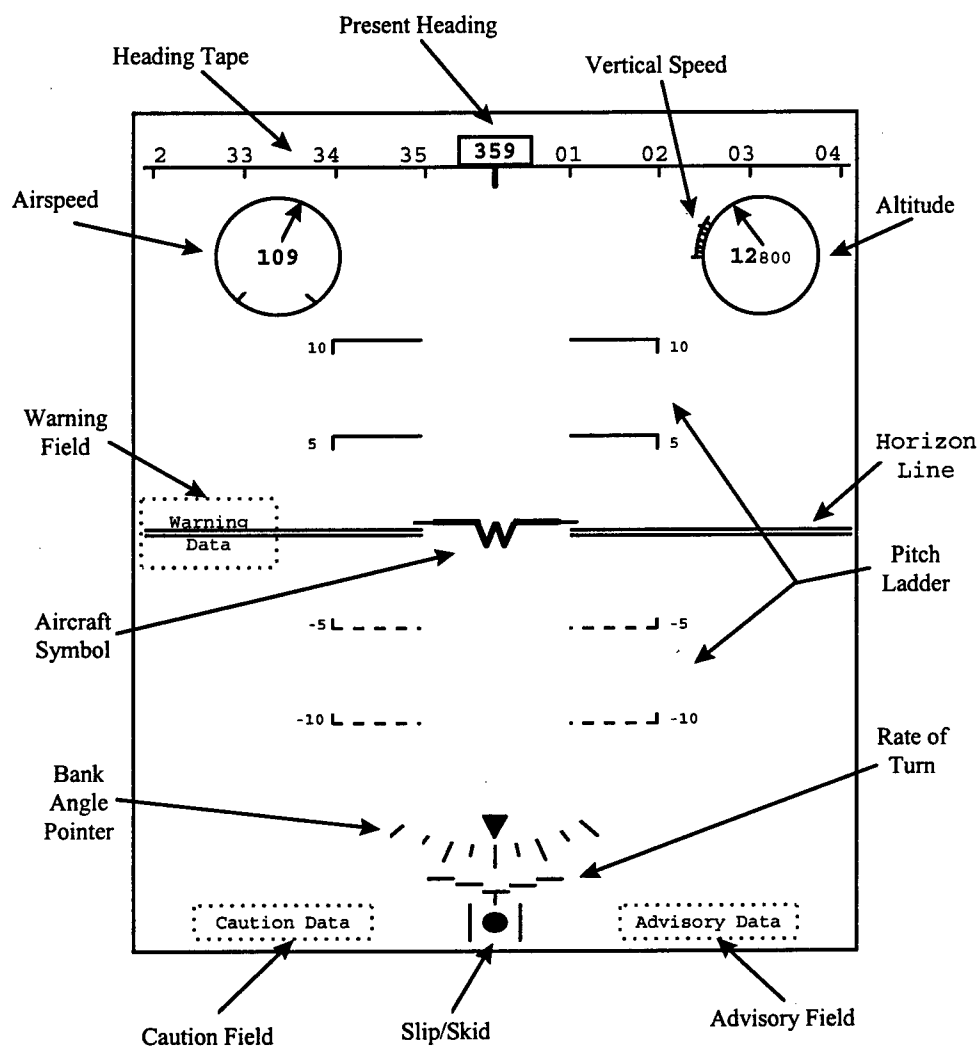 Present Heading
Heading Tape
Vertical Speed
2 33 34 35 359 01 02 03 04
Airspeed
Altitude
109
12800
10 10
Warning
Field
5 5
Horizon
Line
Warning
Data
W
Pitch
Ladder
Aircraft
Symbol
-5 -5
-10 -10
Rate of
Turn
Bank
Angle
Pointer
Caution Data
Advisory Data
Caution Field
Slip/Skid
Advisory Field